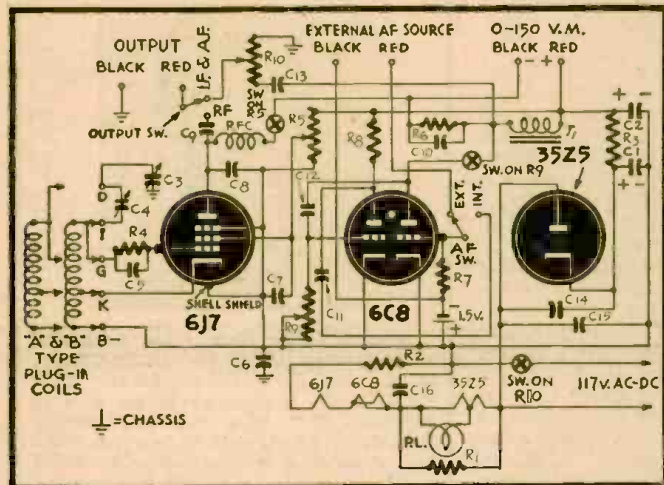 OUTPUT
BLACK RED
I.F. & A.F.
RF
OUTPUT SW.
C9
RFC
R10
C13
SW ON R5
EXTERNAL AF SOURCE
BLACK RED
0-150 V.M.
BLACK RED
- +
R5
R8
R6
C10
T1
35Z5
SW. ON R9
+ +
C2
R3
C1
- -
D
C3
C4
I
R4
G
C5
K
B-
C8
C12
C7
SHELL SHIELD
6J7
R9
C11
6C8
EXT. INT.
AF SW.
R7
-
1.5V.
+
C14
C15
"A" & "B" TYPE PLUG-IN COILS
C6
R2
6J7 6C8 35Z5
C16
SW. ON R10
117V. AC-DC
P.L.
R1
=CHASSIS